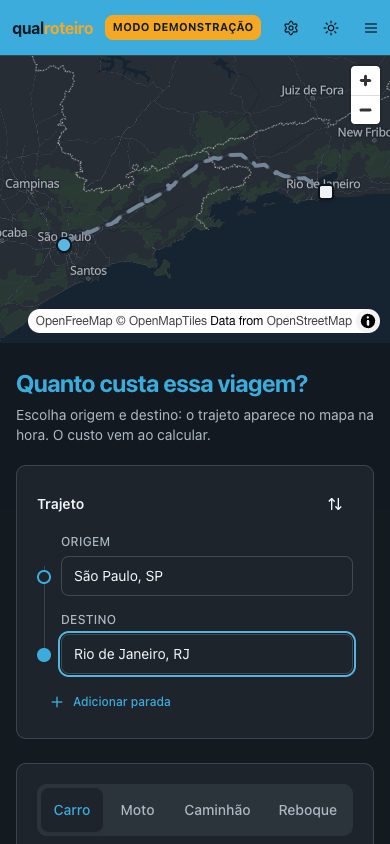 qualroteiro MODO DEMONSTRAÇÃO
Juiz de Fora
New Fribo
Campinas
Rio de Janeiro
caba
São Paulo
Santos
OpenFreeMap © OpenMapTiles Data from OpenStreetMap
Quanto custa essa viagem?
Escolha origem e destino: o trajeto aparece no mapa na
hora. O custo vem ao calcular.
Trajeto
ORIGEM
São Paulo, SP
DESTINO
Rio de Janeiro, RJ
Adicionar parada
Carro Moto Caminhão Reboque